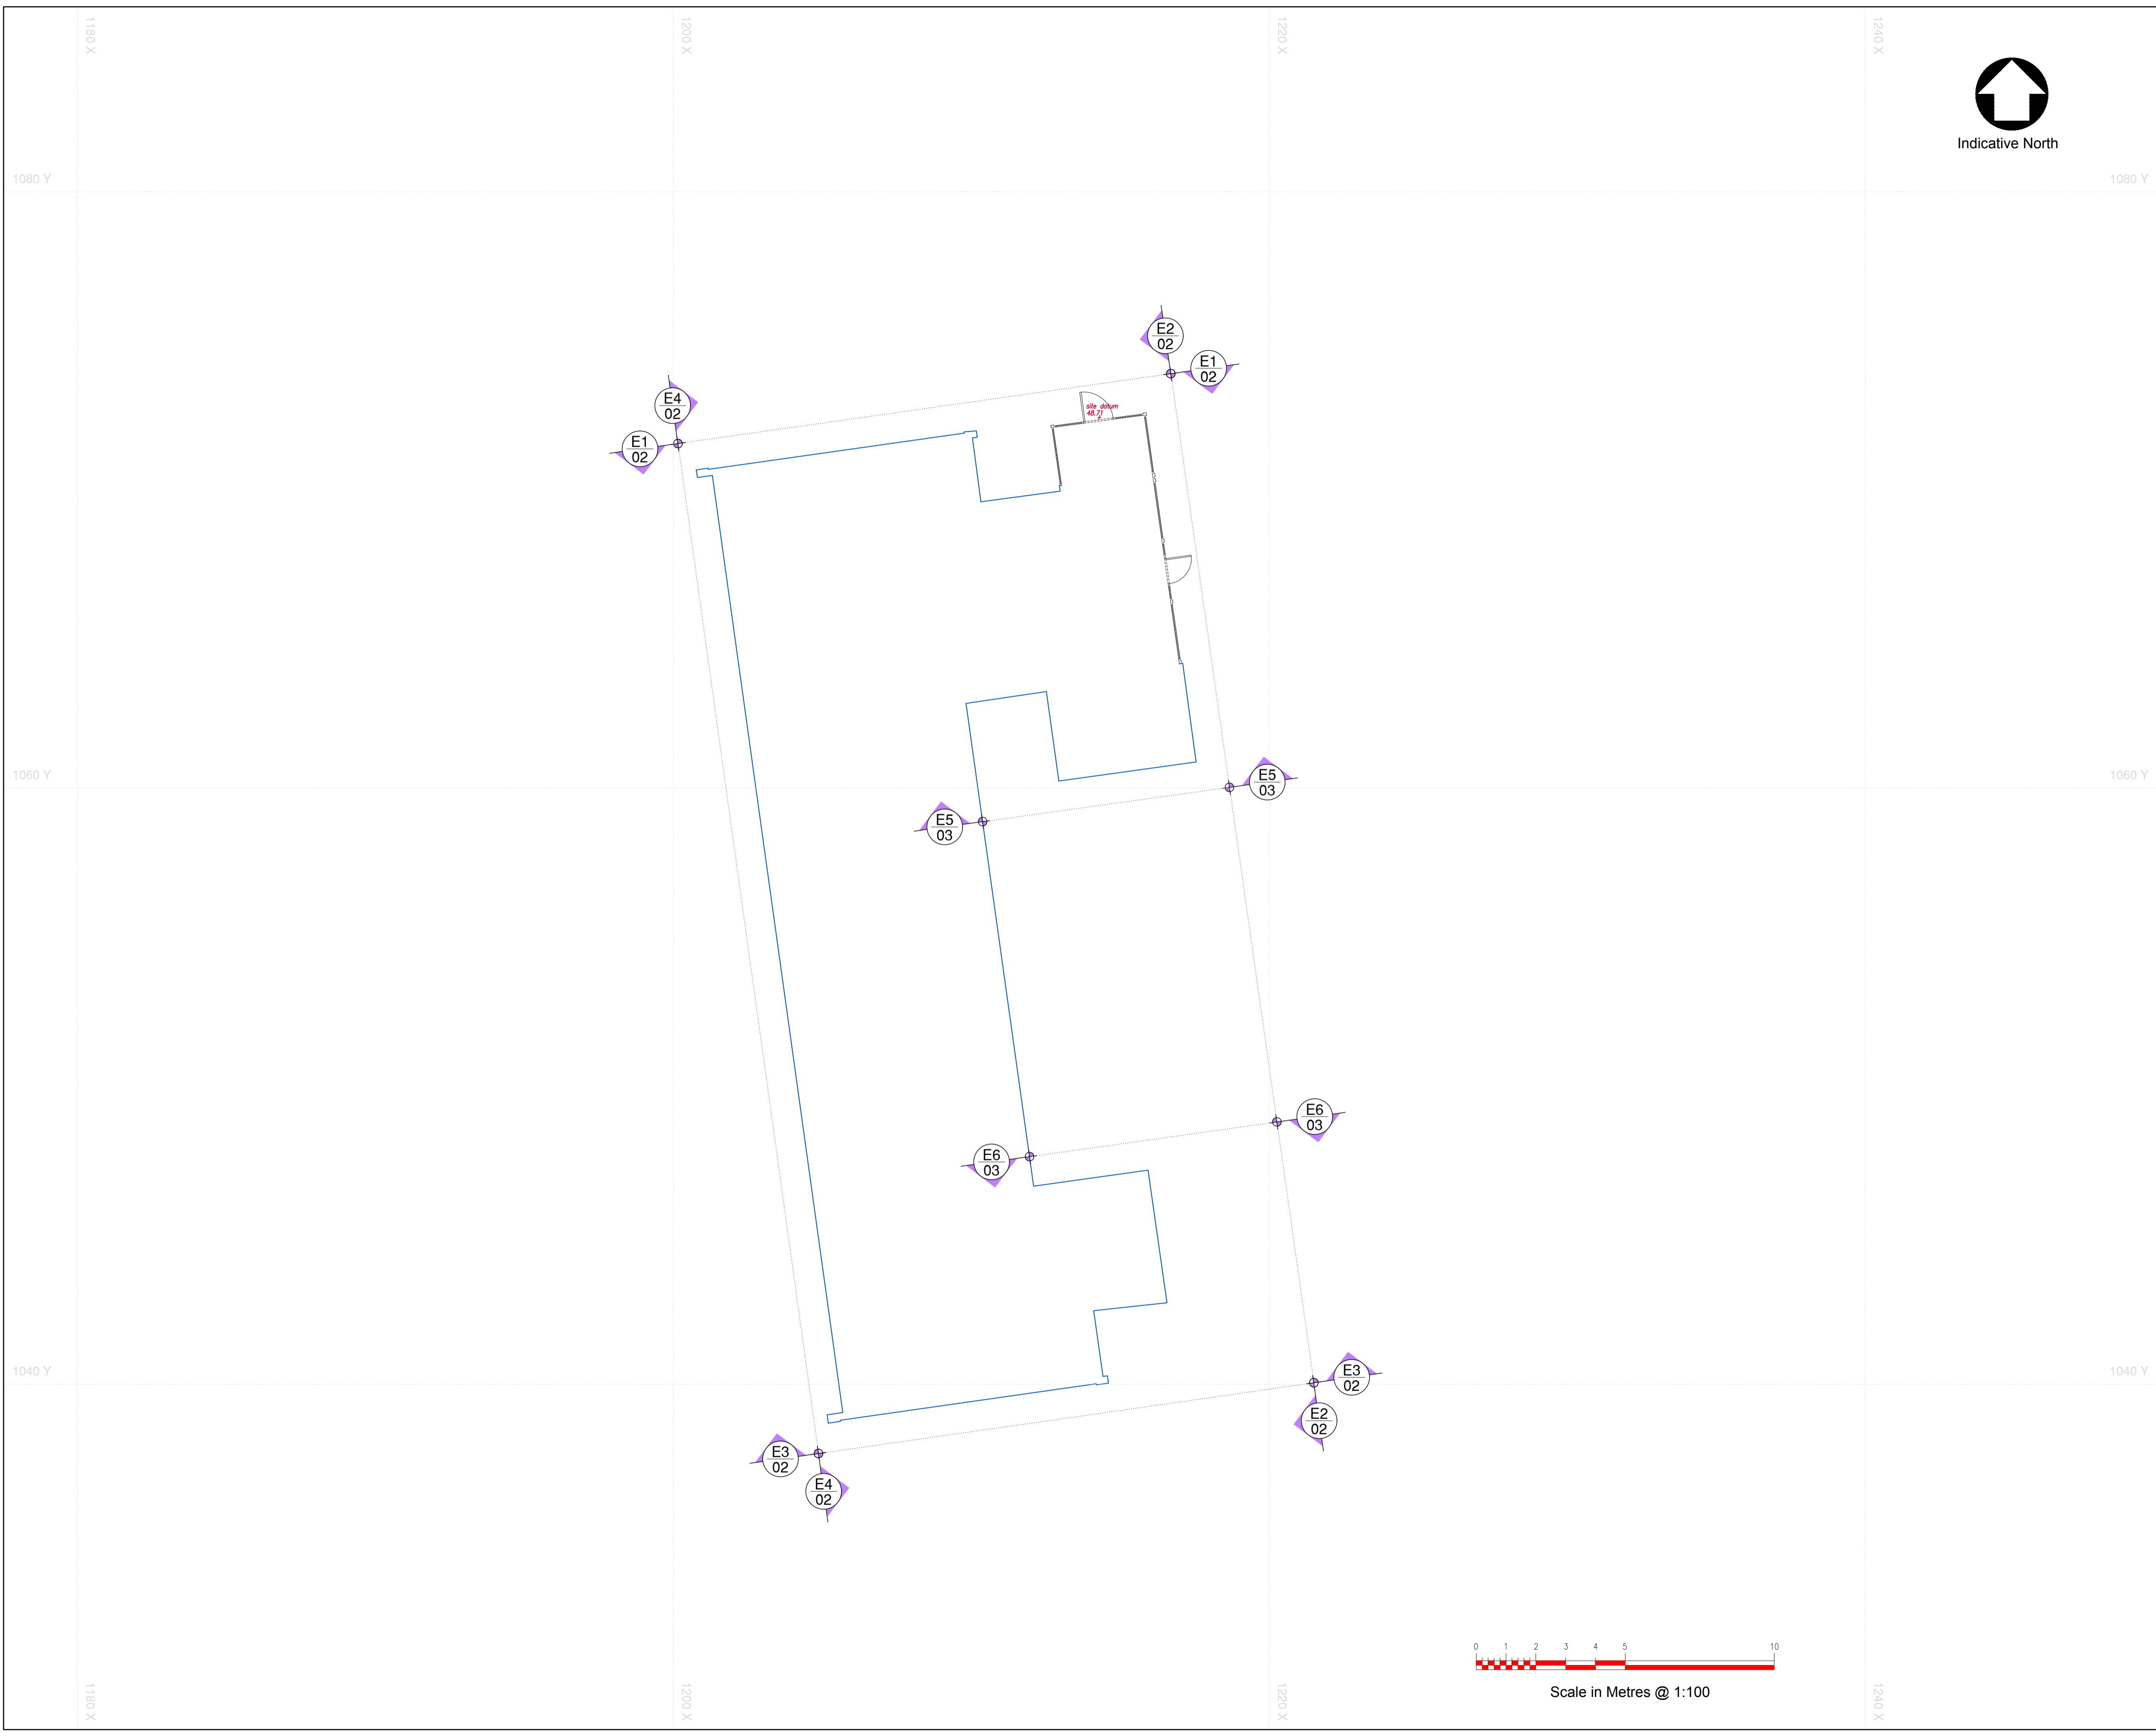 1180 X
1200 X
1220 X
1240 X
Indicative North
1080 Y
1080 Y
E2
02
E1
02
E4
02
site datum
48.71
E1
02
1060 Y
1060 Y
E5
03
E5
03
E6
03
E6
03
1040 Y
1040 Y
E3
02
E2
02
E3
02
E4
02
0 1 2 3 4 5 10
Scale in Metres @ 1:100
1180 X
1200 X
1220 X
1240 X